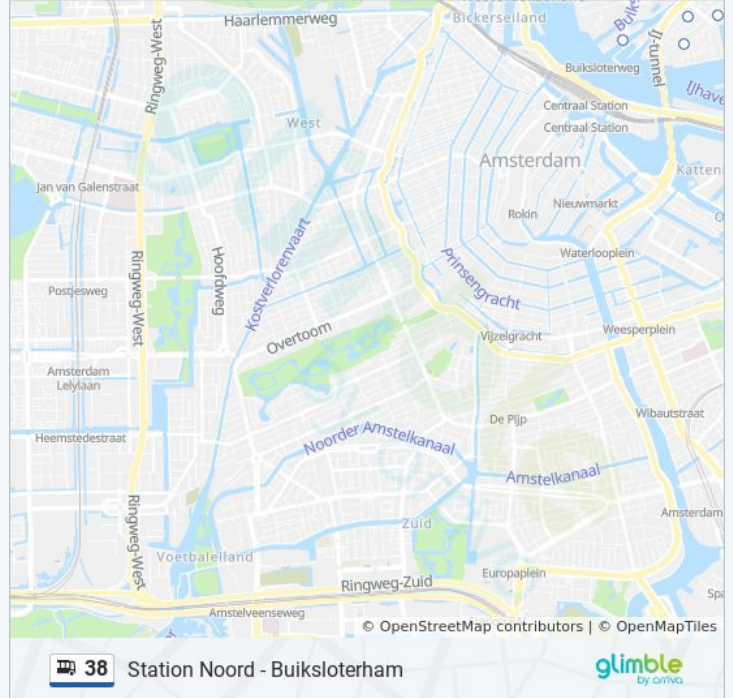 Haarlemmerweg
Bickerseiland
Buiks
IJ-tunnel
Ringweg-West
Buiksloterweg
IJhave
Centraal Station
West
Centraal Station
Amsterdam
Katten
Jan van Galenstraat
Nieuwmarkt
Rokin
O
Kostverlorenvaart
Hoofdweg
Waterlooplein
Prinsengracht
Postjesweg
Ringweg-West
Overtoom
Vijzelgracht
Weesperplein
Amsterdam
Lelylaan
De Pijp
Wibautstraat
Heemstedestraat
Noorder Amstelkanaal
Amstelkanaal
Ringweg-West
Amsterdam
Zuid
Voetbaleiland
Europaplein
Ringweg-Zuid
Spa
Amstelveenseweg
er
© OpenStreetMap contributors | © OpenMapTiles
38 Station Noord - Buiksloterham
glimble
by arriva